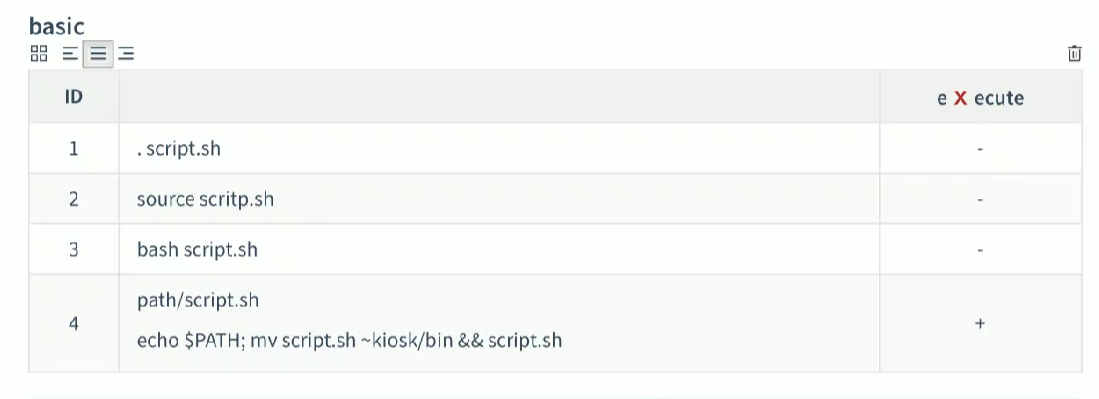 basic
ID
e X ecute
1
. script.sh
-
2
source scritp.sh
-
3
bash script.sh
-
4
path/script.sh
echo $PATH; mv script.sh ~kiosk/bin && script.sh
+